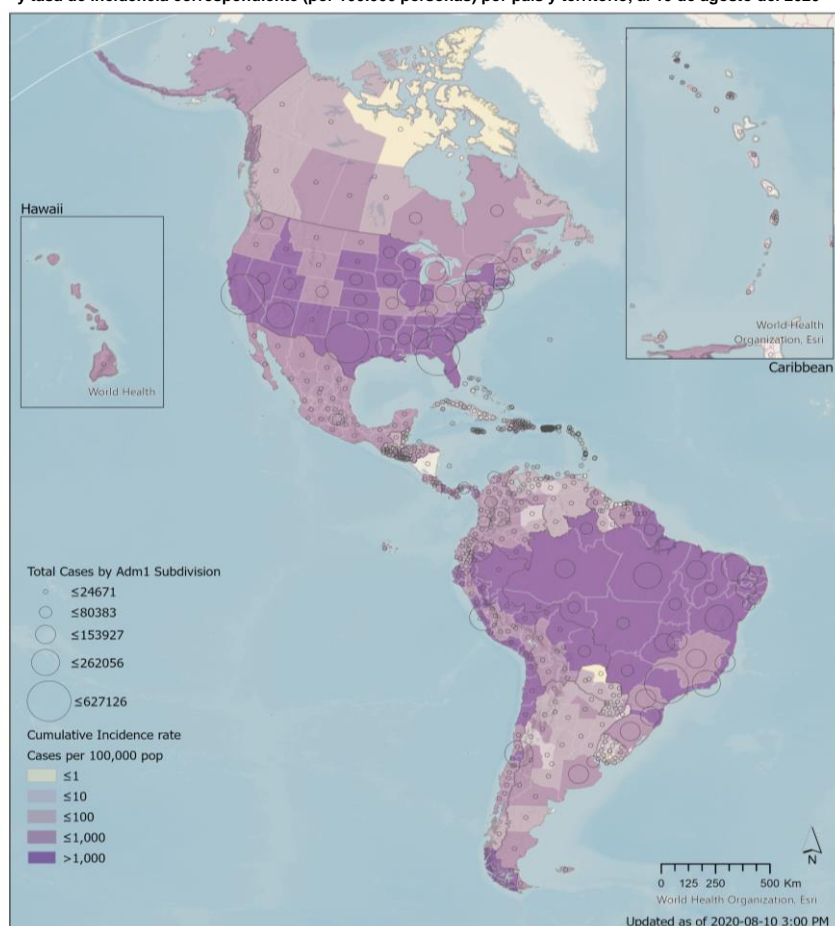 y tasa de incidencia correspondiente (por 100.000 personas) por país y territorio, al 10 de agosto del 2020
Hawaii
World Health
World Health
Organization, Esri
Caribbean
Total Cases by Adm1 Subdivision
≤24671
≤80383
≤153927
≤262056
≤627126
Cumulative Incidence rate
Cases per 100,000 pop
≤1
≤10
≤100
≤1,000
>1,000
N
0 125 250 500 Km
World Health Organization, Esri
Updated as of 2020-08-10 3:00 PM